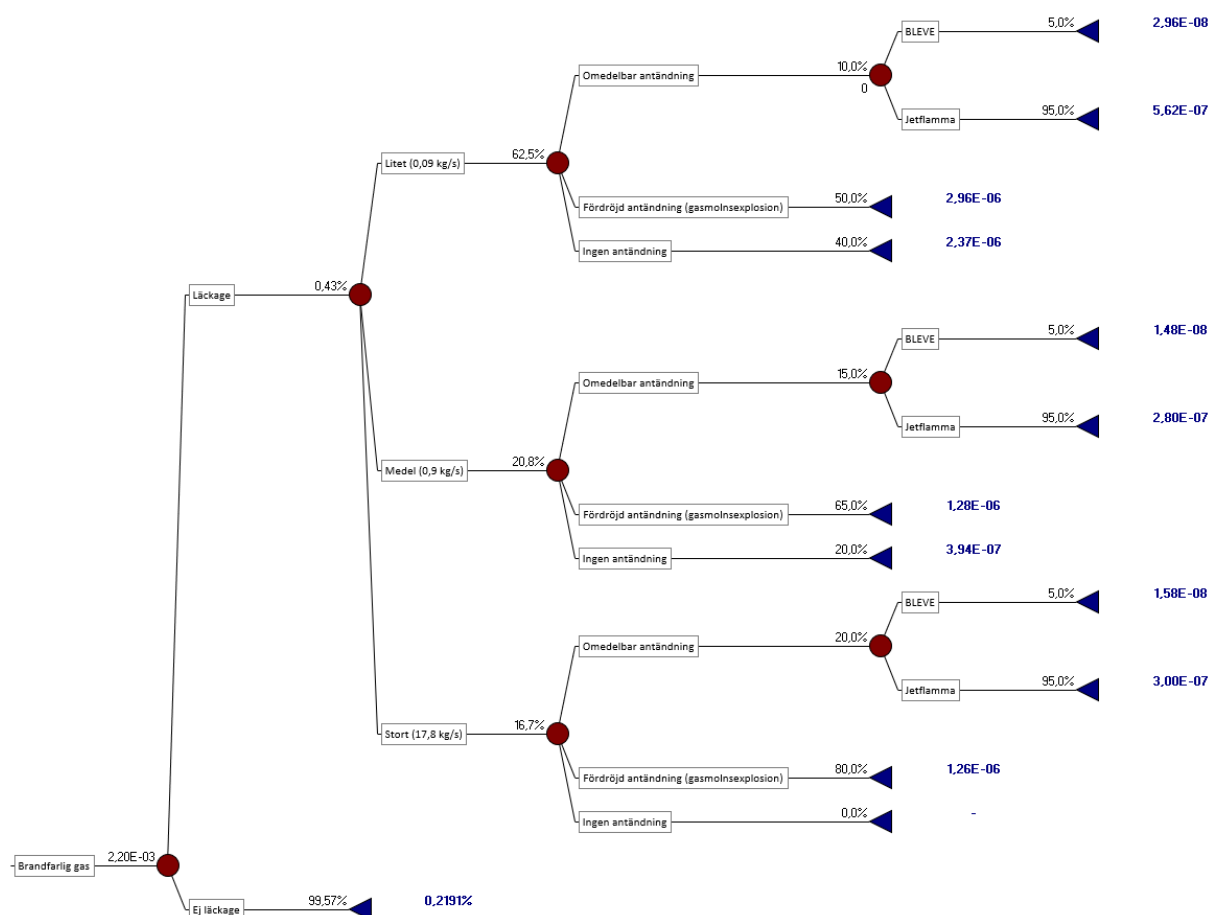 BLEVE 5,0% 2,96E-08
Omedelbar antändning 10,0%
0
Jetflamma 95,0% 5,62E-07
Litet (0,09 kg/s) 62,5%
Fördröjd antändning (gasmolnsexplosion) 50,0% 2,96E-06
Ingen antändning 40,0% 2,37E-06
Läckage 0,43%
BLEVE 5,0% 1,48E-08
Omedelbar antändning 15,0%
Jetflamma 95,0% 2,80E-07
Medel (0,9 kg/s) 20,8%
Fördröjd antändning (gasmolnsexplosion) 65,0% 1,28E-06
Ingen antändning 20,0% 3,94E-07
BLEVE 5,0% 1,58E-08
Omedelbar antändning 20,0%
Jetflamma 95,0% 3,00E-07
Stort (17,8 kg/s) 16,7%
Fördröjd antändning (gasmolnsexplosion) 80,0% 1,26E-06
Ingen antändning 0,0% -
Brandfarlig gas 2,20E-03
Ej läckage 99,57% 0,2191%